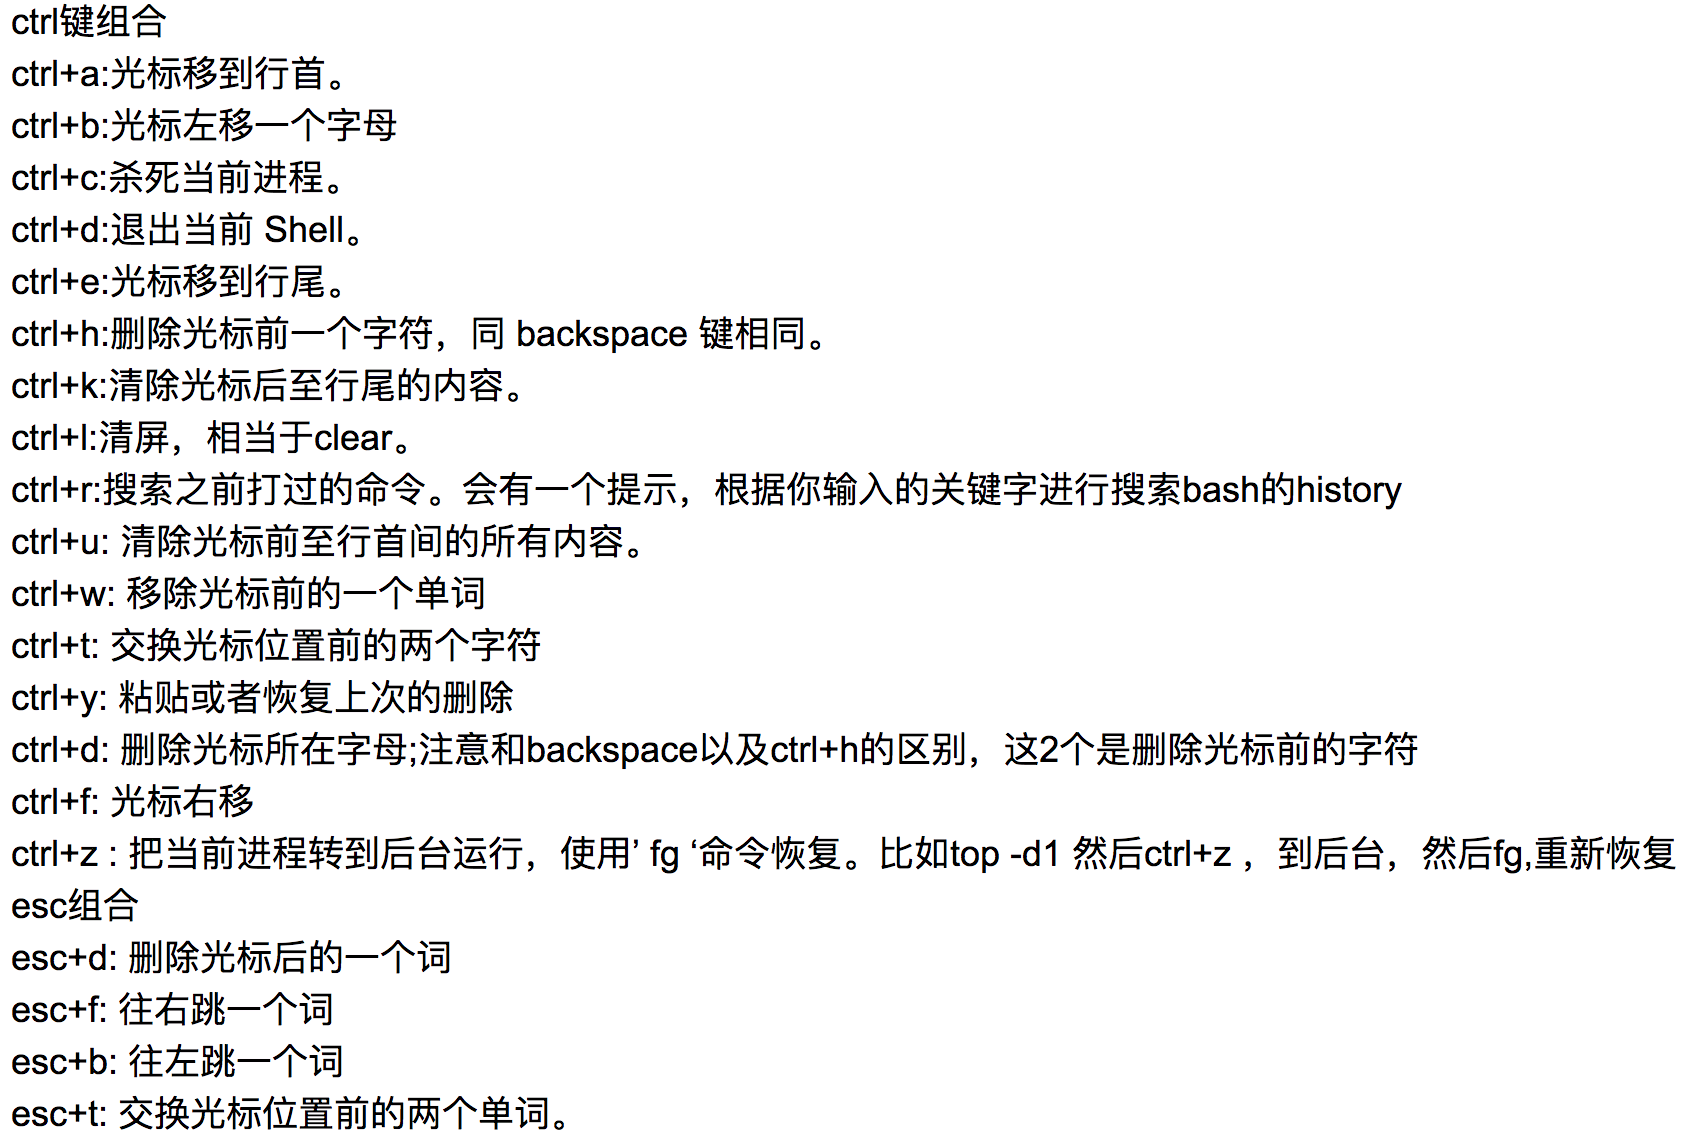 ctrl键组合
ctrl+a:光标移到行首。
ctrl+b:光标左移一个字母
ctrl+c:杀死当前进程。
ctrl+d:退出当前 Shell。
ctrl+e:光标移到行尾。
ctrl+h:删除光标前一个字符，同 backspace 键相同。
ctrl+k:清除光标后至行尾的内容。
ctrl+l:清屏，相当于clear。
ctrl+r:搜索之前打过的命令。会有一个提示，根据你输入的关键字进行搜索bash的history
ctrl+u: 清除光标前至行首间的所有内容。
ctrl+w: 移除光标前的一个单词
ctrl+t: 交换光标位置前的两个字符
ctrl+y: 粘贴或者恢复上次的删除
ctrl+d: 删除光标所在字母;注意和backspace以及ctrl+h的区别，这2个是删除光标前的字符
ctrl+f: 光标右移
ctrl+z : 把当前进程转到后台运行，使用’ fg ‘命令恢复。比如top -d1 然后ctrl+z ，到后台，然后fg,重新恢复
esc组合
esc+d: 删除光标后的一个词
esc+f: 往右跳一个词
esc+b: 往左跳一个词
esc+t: 交换光标位置前的两个单词。